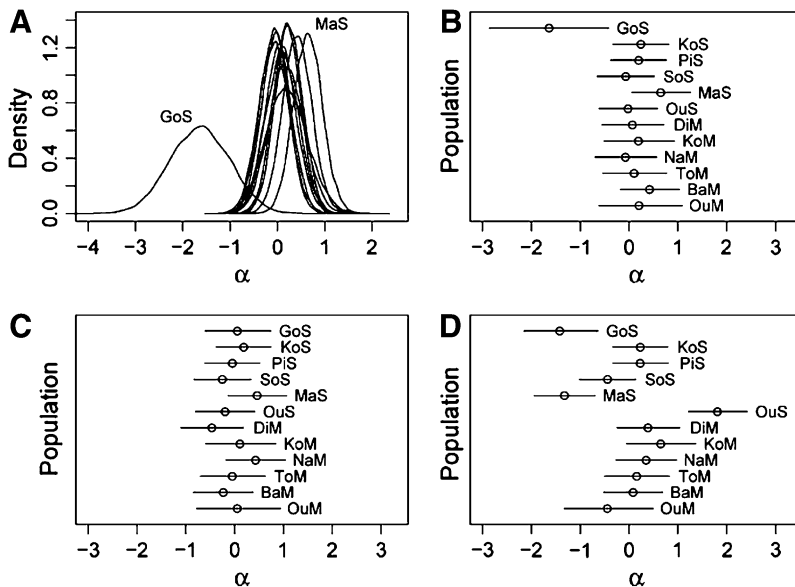 A
Density
0.0 0.4 0.8 1.2
GoS
MaS
−4 −3 −2 −1 0 1 2
α
B
Population
GoS
KoS
PiS
SoS
MaS
OuS
DiM
KoM
NaM
ToM
BaM
OuM
−3 −2 −1 0 1 2 3
α
C
Population
GoS
KoS
PiS
SoS
MaS
OuS
DiM
KoM
NaM
ToM
BaM
OuM
−3 −2 −1 0 1 2 3
α
D
Population
GoS
KoS
PiS
SoS
MaS
OuS
DiM
KoM
NaM
ToM
BaM
OuM
−3 −2 −1 0 1 2 3
α